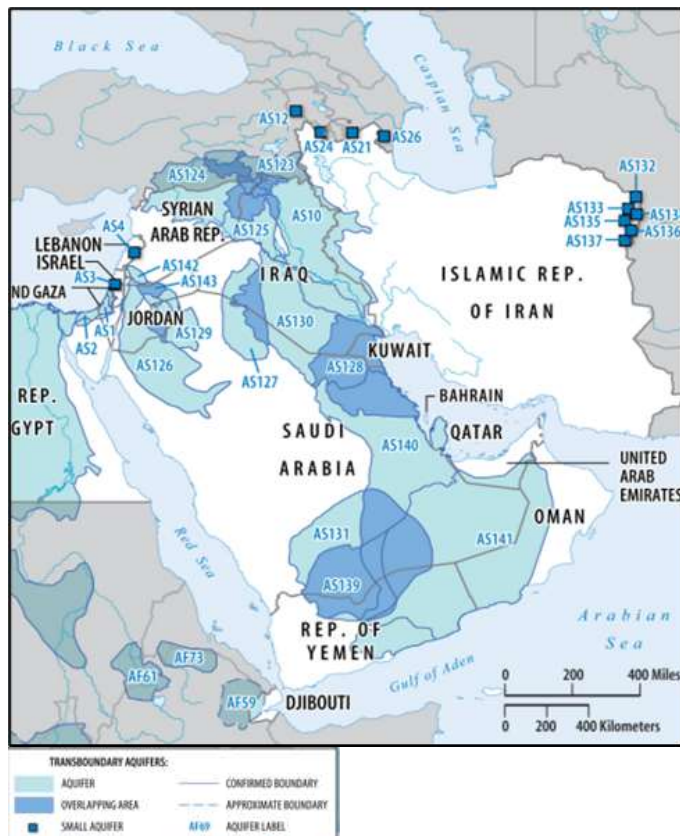 Black Sea
Caspian Sea
AS12
AS24
AS21
AS26
AS124
AS123
AS132
AS133
AS134
AS135
AS136
AS137
SYRIAN
ARAB REP.
AS10
AS4
AS125
LEBANON
ISRAEL
AS3
ND GAZA
AS142
AS143
IRAQ
ISLAMIC REP.
OF IRAN
JORDAN
AS1
AS2
AS129
AS130
AS126
AS127
AS128
KUWAIT
REP.
GYPT
BAHRAIN
QATAR
SAUDI
ARABIA
AS140
UNITED
ARAB
EMIRATES
OMAN
AS131
AS141
AS139
Red Sea
REP. OF
YEMEN
Arabian
Sea
Gulf of Aden
AF73
AF61
AF59
DJIBOUTI
0 200 400 Miles
0 200 400 Kilometers
TRANSBOUNDARY AQUIFERS:
AQUIFER
CONFIRMED BOUNDARY
OVERLAPPING AREA
APPROXIMATE BOUNDARY
SMALL AQUIFER
AF69
AQUIFER LABEL